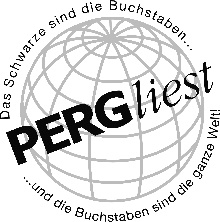 Das Schwarze sind die Buchstaben...
PERGliest
...und die Buchstaben sind die ganze Welt!